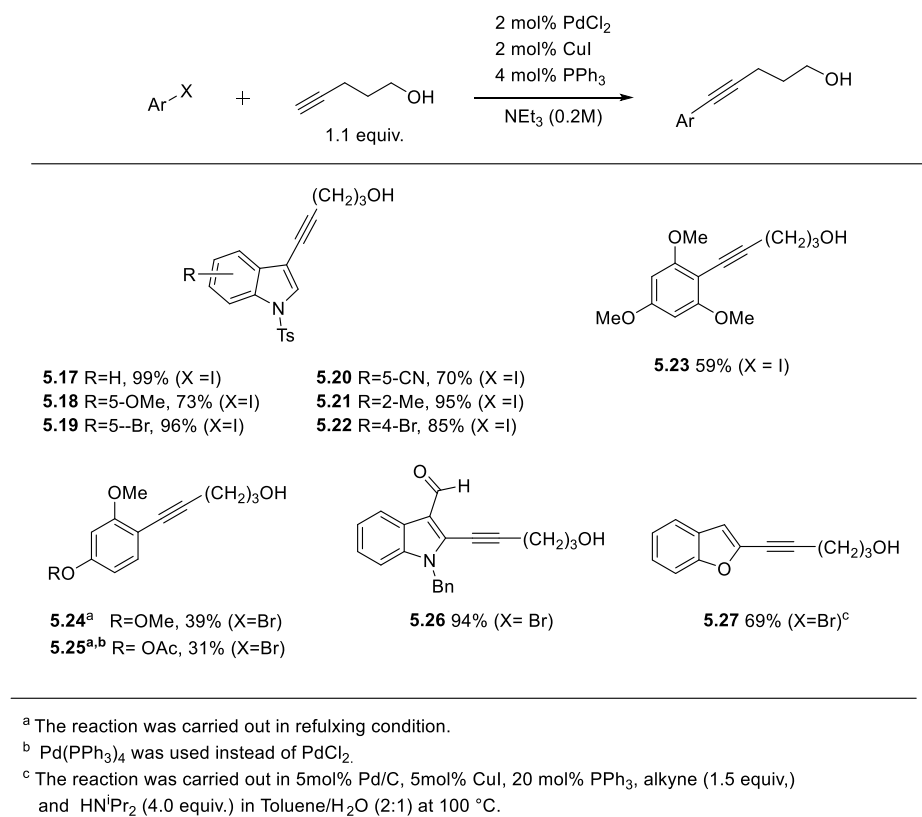 2 mol% PdCl₂
2 mol% CuI
4 mol% PPh₃
Ar X + OH
1.1 equiv.
NEt₃ (0.2M)
Ar OH
(CH₂)₃OH
R
N
Ts
5.17 R=H, 99% (X =I)
5.18 R=5-OMe, 73% (X=I)
5.19 R=5--Br, 96% (X=I)
5.20 R=5-CN, 70% (X=I)
5.21 R=2-Me, 95% (X=I)
5.22 R=4-Br, 85% (X=I)
OMe (CH₂)₃OH
MeO OMe
5.23 59% (X = I)
OMe (CH₂)₃OH
RO
5.24ᵃ R=OMe, 39% (X=Br)
5.25ᵃ,ᵇ R= OAc, 31% (X=Br)
O
H
(CH₂)₃OH
N
Bn
5.26 94% (X= Br)
(CH₂)₃OH
O
5.27 69% (X=Br)ᶜ
ᵃ The reaction was carried out in refulxing condition.
ᵇ Pd(PPh₃)₄ was used instead of PdCl₂.
ᶜ The reaction was carried out in 5mol% Pd/C, 5mol% CuI, 20 mol% PPh₃, alkyne (1.5 equiv,)
and HNⁱPr₂ (4.0 equiv.) in Toluene/H₂O (2:1) at 100 °C.